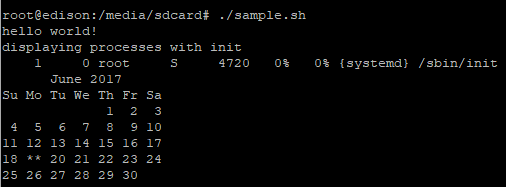 root@edison:/media/sdcard# ./sample.sh
hello world!
displaying processes with init
    1     0 root     S     4720   0%   0% {systemd} /sbin/init
      June 2017
Su Mo Tu We Th Fr Sa
             1  2  3
 4  5  6  7  8  9 10
11 12 13 14 15 16 17
18 ** 20 21 22 23 24
25 26 27 28 29 30